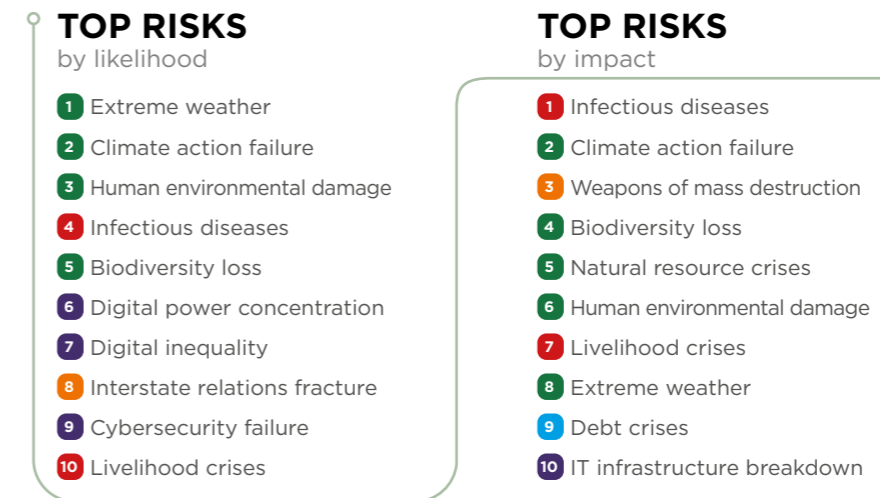 TOP RISKS
by likelihood
1 Extreme weather
2 Climate action failure
3 Human environmental damage
4 Infectious diseases
5 Biodiversity loss
6 Digital power concentration
7 Digital inequality
8 Interstate relations fracture
9 Cybersecurity failure
10 Livelihood crises
TOP RISKS
by impact
1 Infectious diseases
2 Climate action failure
3 Weapons of mass destruction
4 Biodiversity loss
5 Natural resource crises
6 Human environmental damage
7 Livelihood crises
8 Extreme weather
9 Debt crises
10 IT infrastructure breakdown